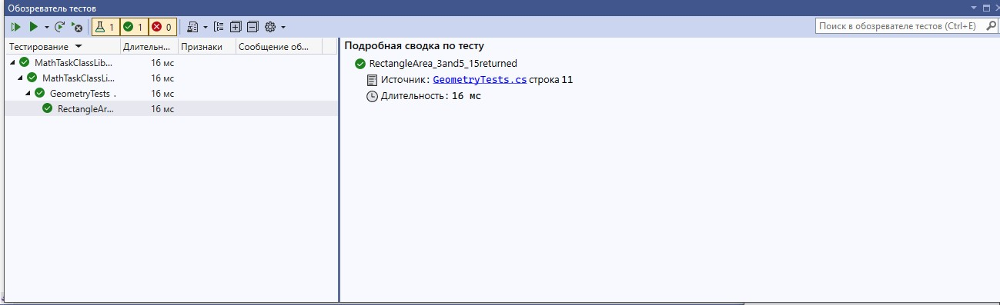 Обозреватель тестов
1 1 0
Поиск в обозревателе тестов (Ctrl+E)
Тестирование Длительн... Признаки Сообщение об...
MathTaskClassLib... 16 мс
MathTaskClassLi... 16 мс
GeometryTests . 16 мс
RectangleAr... 16 мс
Подробная сводка по тесту
RectangleArea_3and5_15returned
Источник: GeometryTests.cs строка 11
Длительность: 16 мс